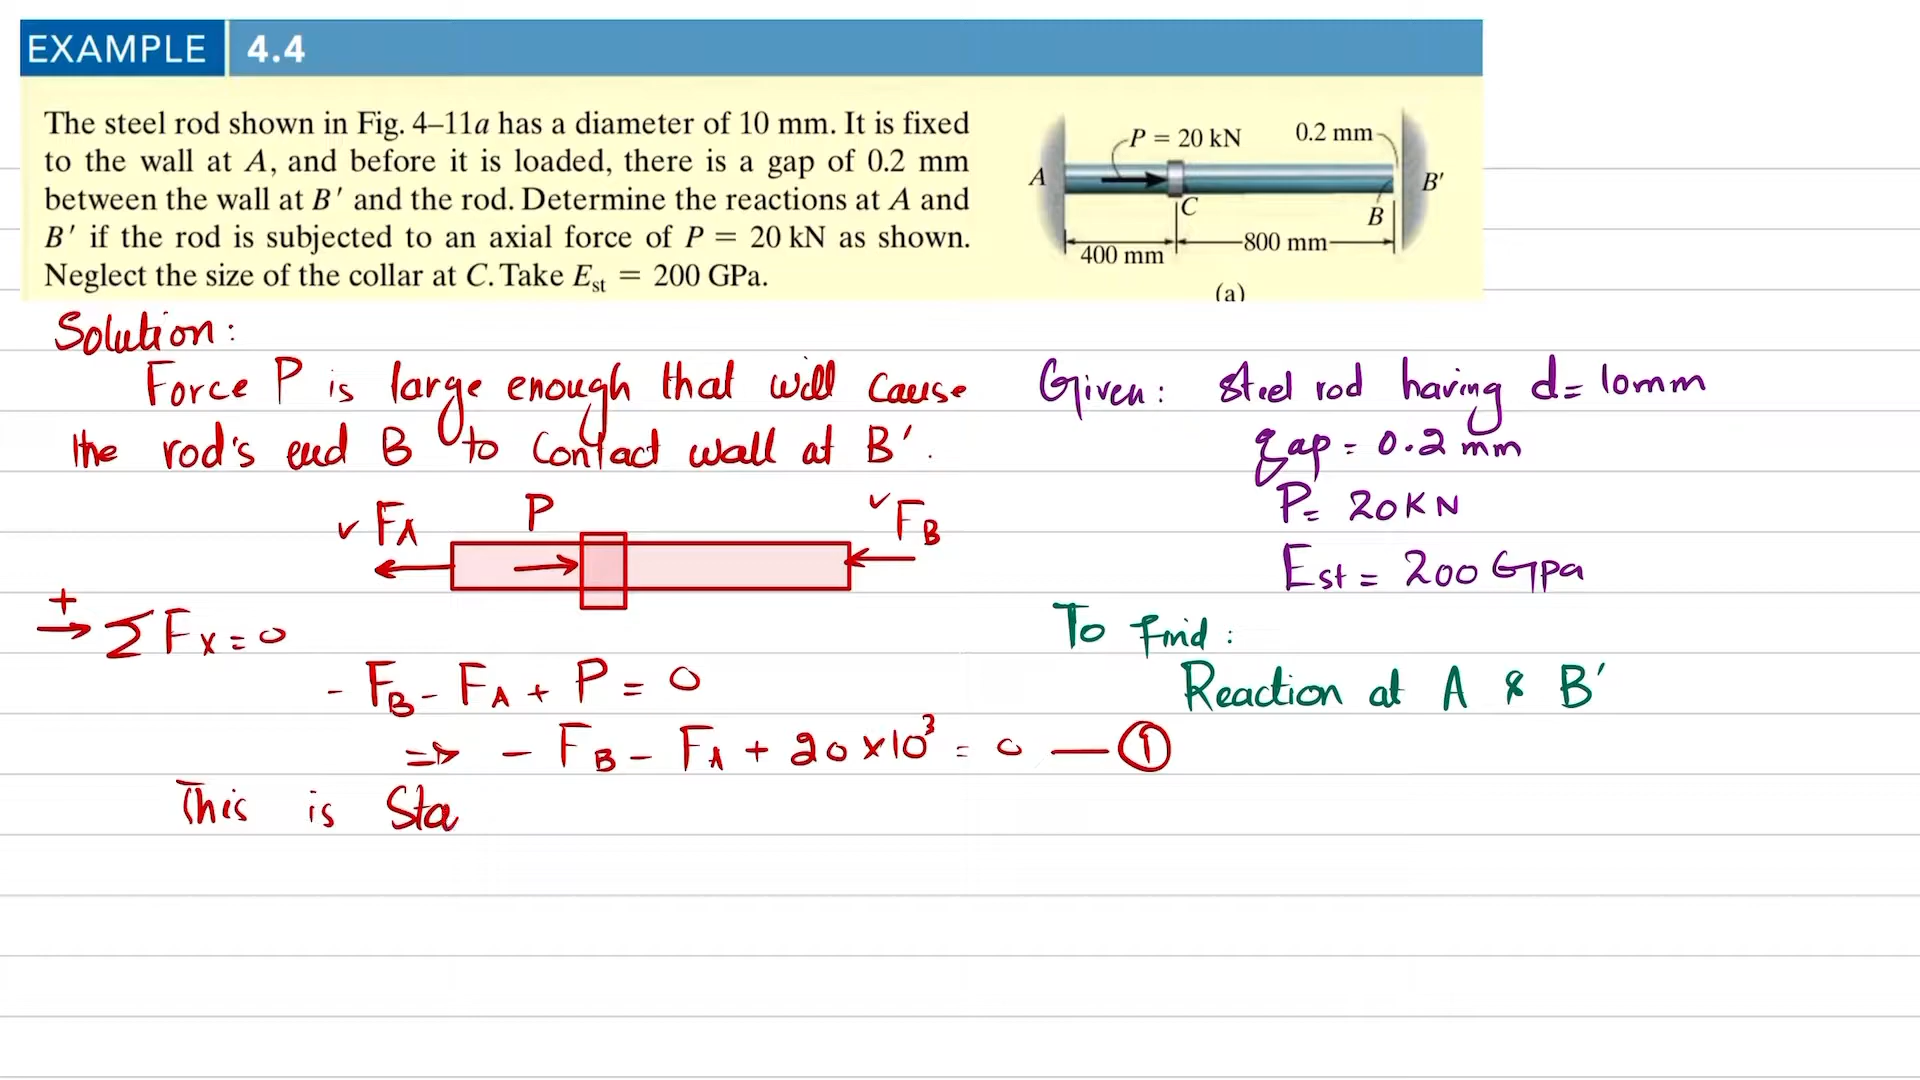 EXAMPLE 4.4
The steel rod shown in Fig. 4–11a has a diameter of 10 mm. It is fixed
to the wall at A, and before it is loaded, there is a gap of 0.2 mm
between the wall at B′ and the rod. Determine the reactions at A and
B′ if the rod is subjected to an axial force of P = 20 kN as shown.
Neglect the size of the collar at C. Take Est = 200 GPa.
P = 20 kN
0.2 mm
A
B′
C
B
400 mm
800 mm
(a)
Solution:
Force P is large enough that will cause
the rod's end B to contact wall at B′.
✓ FA
P
✓ FB
+
→ ΣFx = 0
- FB - FA + P = 0
=> - FB - FA + 20 × 10³ = 0 — ①
This is Sta
Given: steel rod having d = 10mm
gap = 0.2 mm
P = 20KN
Est = 200 Gpa
To find:
Reaction at A & B′